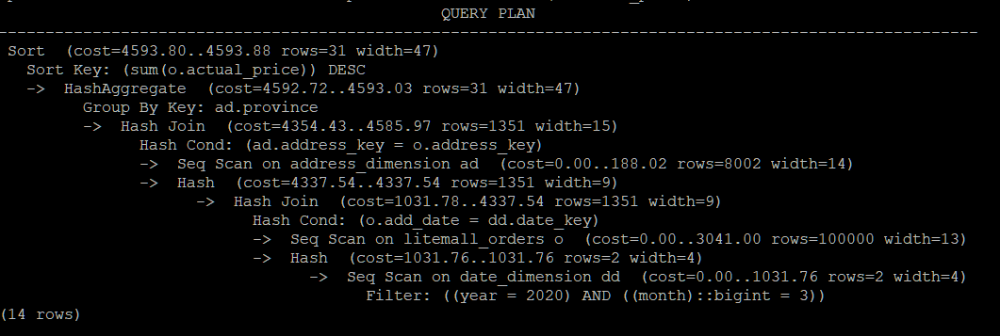 QUERY PLAN
-----------------------------------------------------------------------------------------------------------
Sort  (cost=4593.80..4593.88 rows=31 width=47)
  Sort Key: (sum(o.actual_price)) DESC
  ->  HashAggregate  (cost=4592.72..4593.03 rows=31 width=47)
        Group By Key: ad.province
        ->  Hash Join  (cost=4354.43..4585.97 rows=1351 width=15)
              Hash Cond: (ad.address_key = o.address_key)
              ->  Seq Scan on address_dimension ad  (cost=0.00..188.02 rows=8002 width=14)
              ->  Hash  (cost=4337.54..4337.54 rows=1351 width=9)
                    ->  Hash Join  (cost=1031.78..4337.54 rows=1351 width=9)
                          Hash Cond: (o.add_date = dd.date_key)
                          ->  Seq Scan on litemall_orders o  (cost=0.00..3041.00 rows=100000 width=13)
                          ->  Hash  (cost=1031.76..1031.76 rows=2 width=4)
                                ->  Seq Scan on date_dimension dd  (cost=0.00..1031.76 rows=2 width=4)
                                      Filter: ((year = 2020) AND ((month)::bigint = 3))
(14 rows)